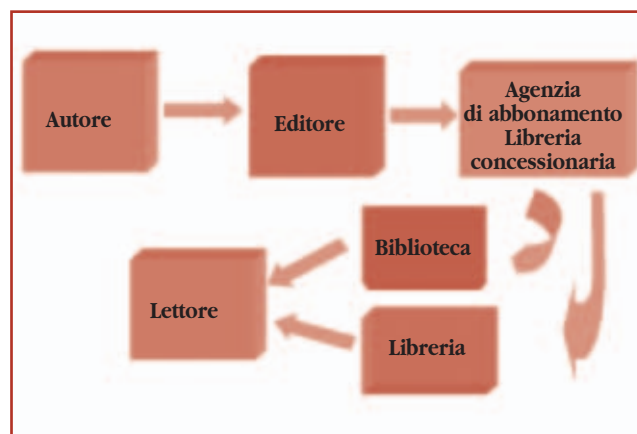 Autore
Editore
Agenzia
di abbonamento
Libreria
concessionaria
Biblioteca
Lettore
Libreria